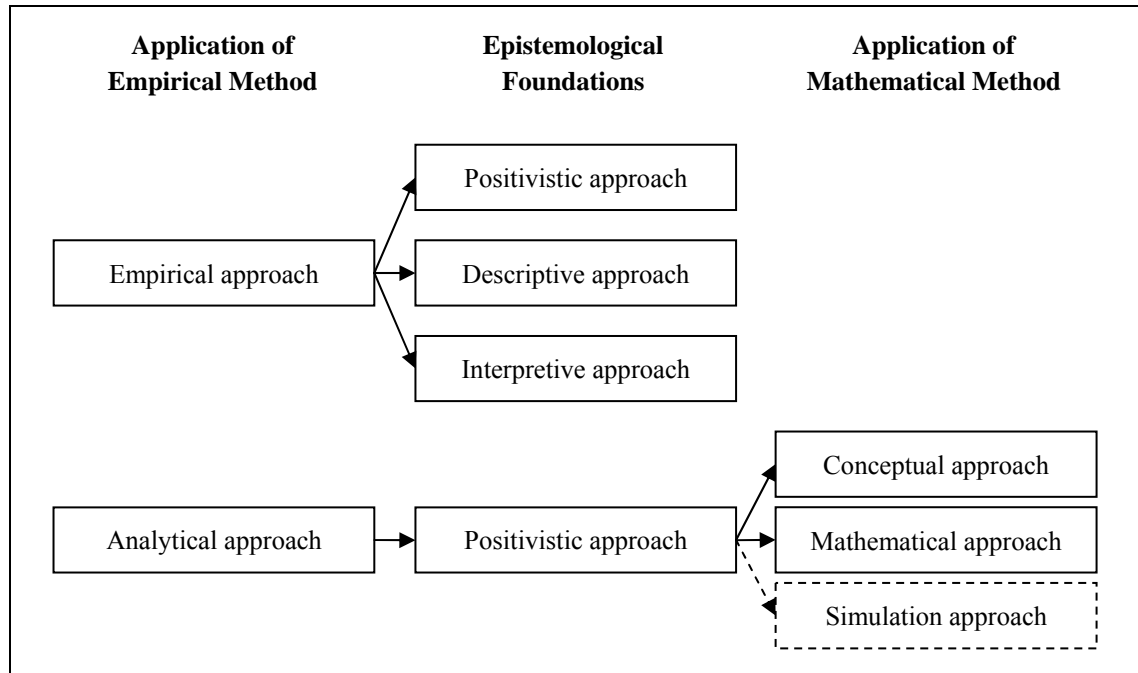 Application of
Empirical Method
Epistemological
Foundations
Application of
Mathematical Method
Positivistic approach
Empirical approach
Descriptive approach
Interpretive approach
Conceptual approach
Analytical approach
Positivistic approach
Mathematical approach
Simulation approach